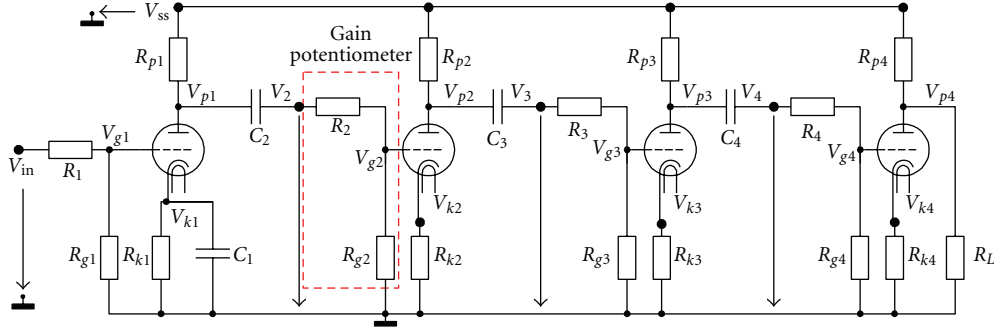 V_ss
Gain
potentiometer
R_p1
R_p2
R_p3
R_p4
V_p1
V_2
V_p2
V_3
V_p3
V_4
V_p4
C_2
R_2
C_3
R_3
C_4
R_4
V_g1
V_in
R_1
V_g2
V_g3
V_g4
V_k1
V_k2
V_k3
V_k4
R_g1
R_k1
C_1
R_g2
R_k2
R_g3
R_k3
R_g4
R_k4
R_L